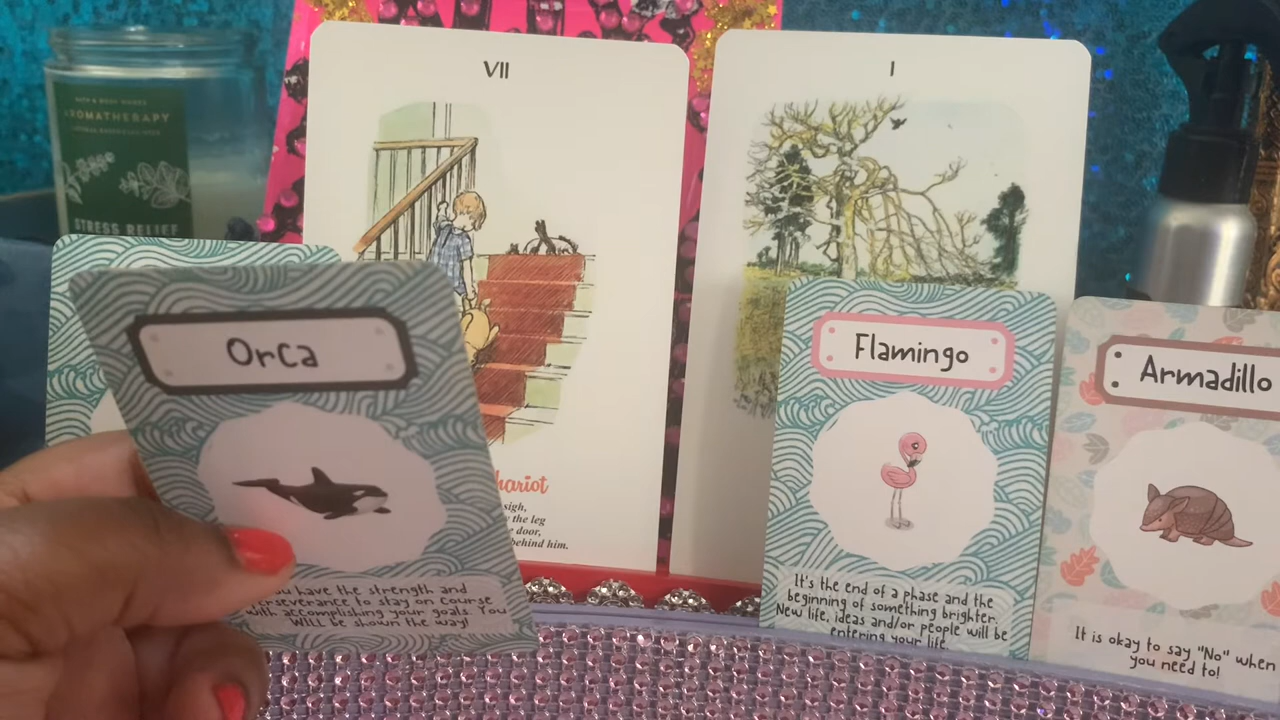 VII
I
AROMATHERAPY
STRESS RELIEF
Orca
have the strength and
perseverance to stay on course
with accomplishing your goals. You
WILL be shown the way!
hariot
sigh,
the leg
door,
behind him.
Flamingo
It's the end of a phase and the
beginning of something brighter.
New life, ideas and/or people will be
entering your life.
Armadillo
It is okay to say "No" when
you need to!